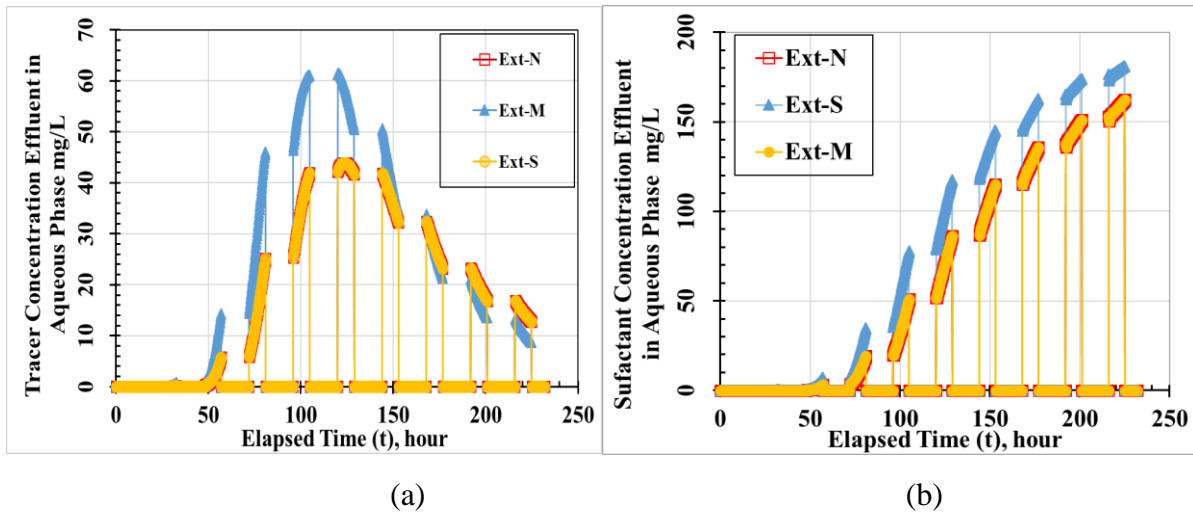 Tracer Concentration Effluent in
Aqueous Phase mg/L
70
60
50
40
30
20
10
0
Ext-N
Ext-M
Ext-S
0 50 100 150 200 250
Elapsed Time (t), hour
(a)
Sufactant Concentration Effluent
in Aqueous Phase mg/L
200
150
100
50
0
Ext-N
Ext-S
Ext-M
0 50 100 150 200 250
Elapsed Time (t), hour
(b)